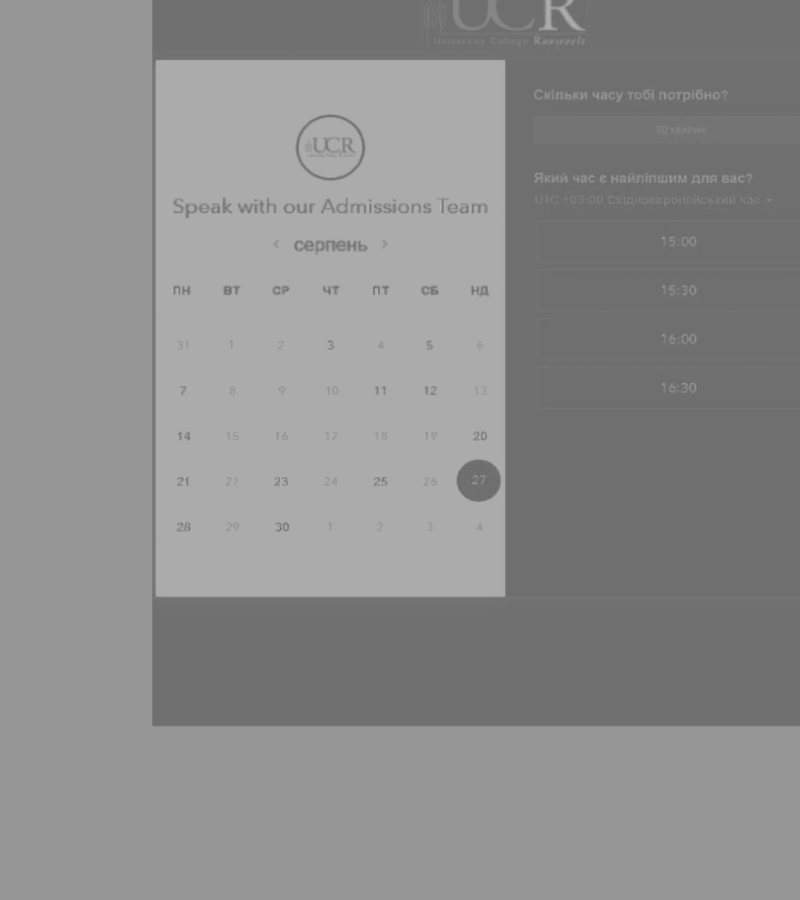 UCR
University College Roosevelt
UCR
Speak with our Admissions Team
< серпень >
ПН ВТ СР ЧТ ПТ СБ НД
31 1 2 3 4 5 6
7 8 9 10 11 12 13
14 15 16 17 18 19 20
21 22 23 24 25 26 27
28 29 30 1 2 3 4
Скільки часу тобі потрібно?
30 хвилин
Який час є найліпшим для вас?
UTC +03:00 Східноєвропейський час
15:00
15:30
16:00
16:30